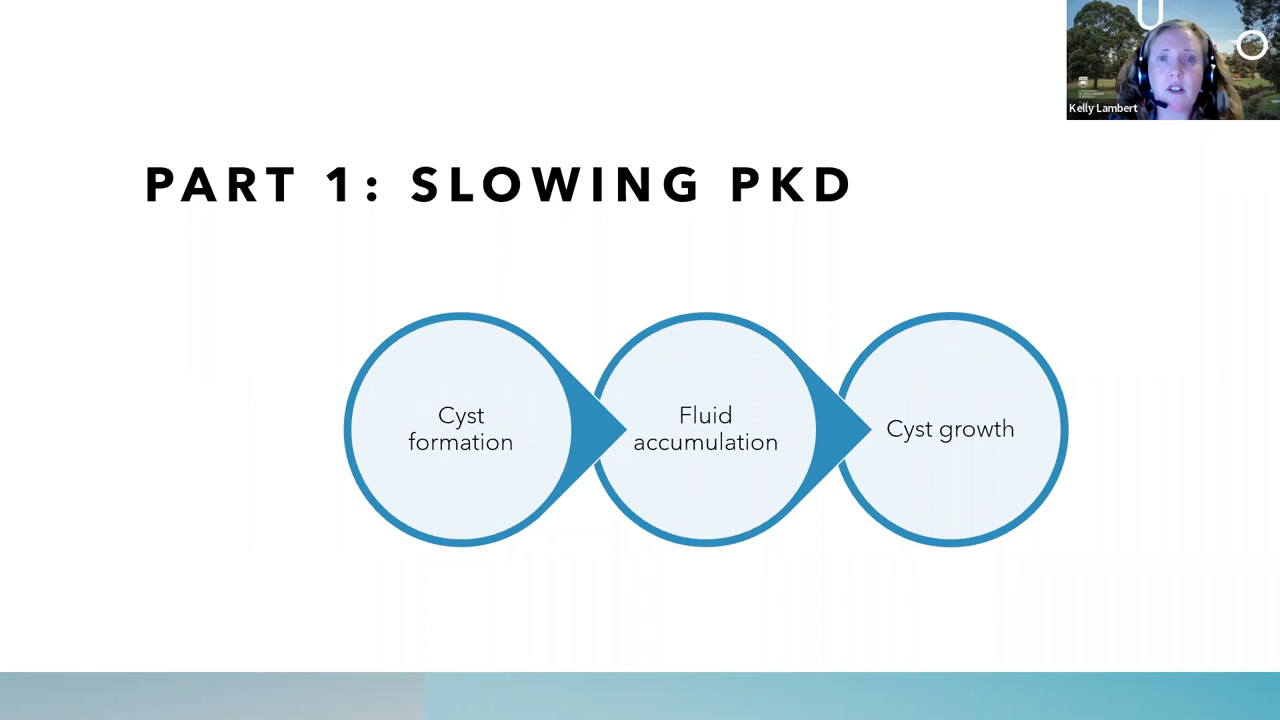 Kelly Lambert
PART 1: SLOWING PKD
Cyst
formation
Fluid
accumulation
Cyst growth